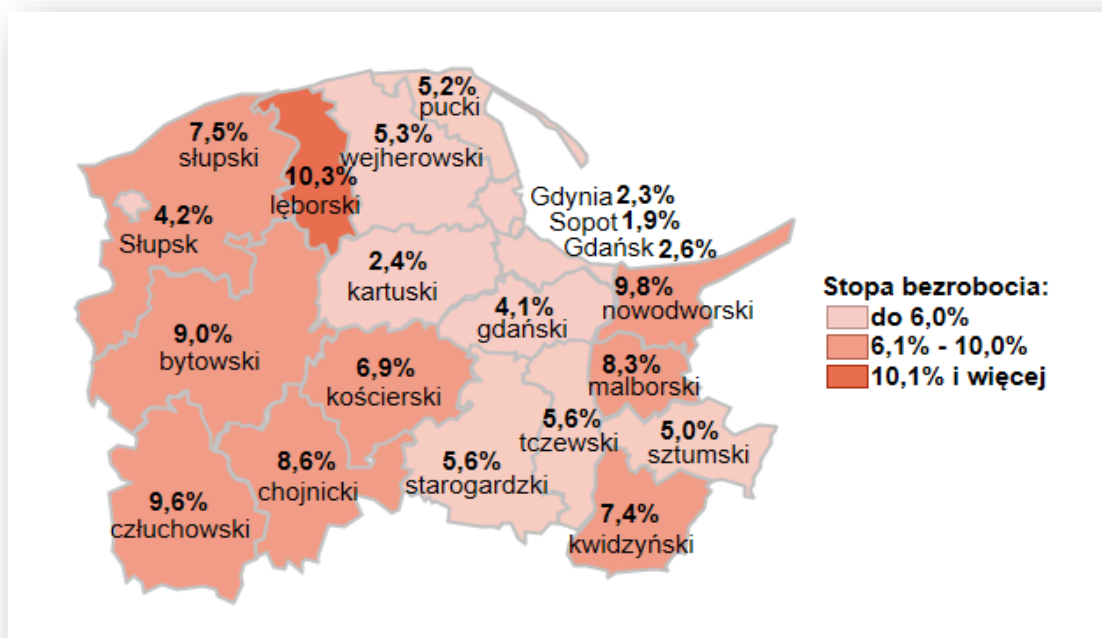 5,2%
pucki
7,5%
słupski
5,3%
wejherowski
10,3%
lęborski
Gdynia 2,3%
Sopot 1,9%
Gdańsk 2,6%
4,2%
Słupsk
2,4%
kartuski
9,8%
nowodworski
4,1%
gdański
9,0%
bytowski
6,9%
kościerski
8,3%
malborski
5,6%
tczewski
5,0%
sztumski
8,6%
chojnicki
5,6%
starogardzki
9,6%
człuchowski
7,4%
kwidzyński
Stopa bezrobocia:
do 6,0%
6,1% - 10,0%
10,1% i więcej